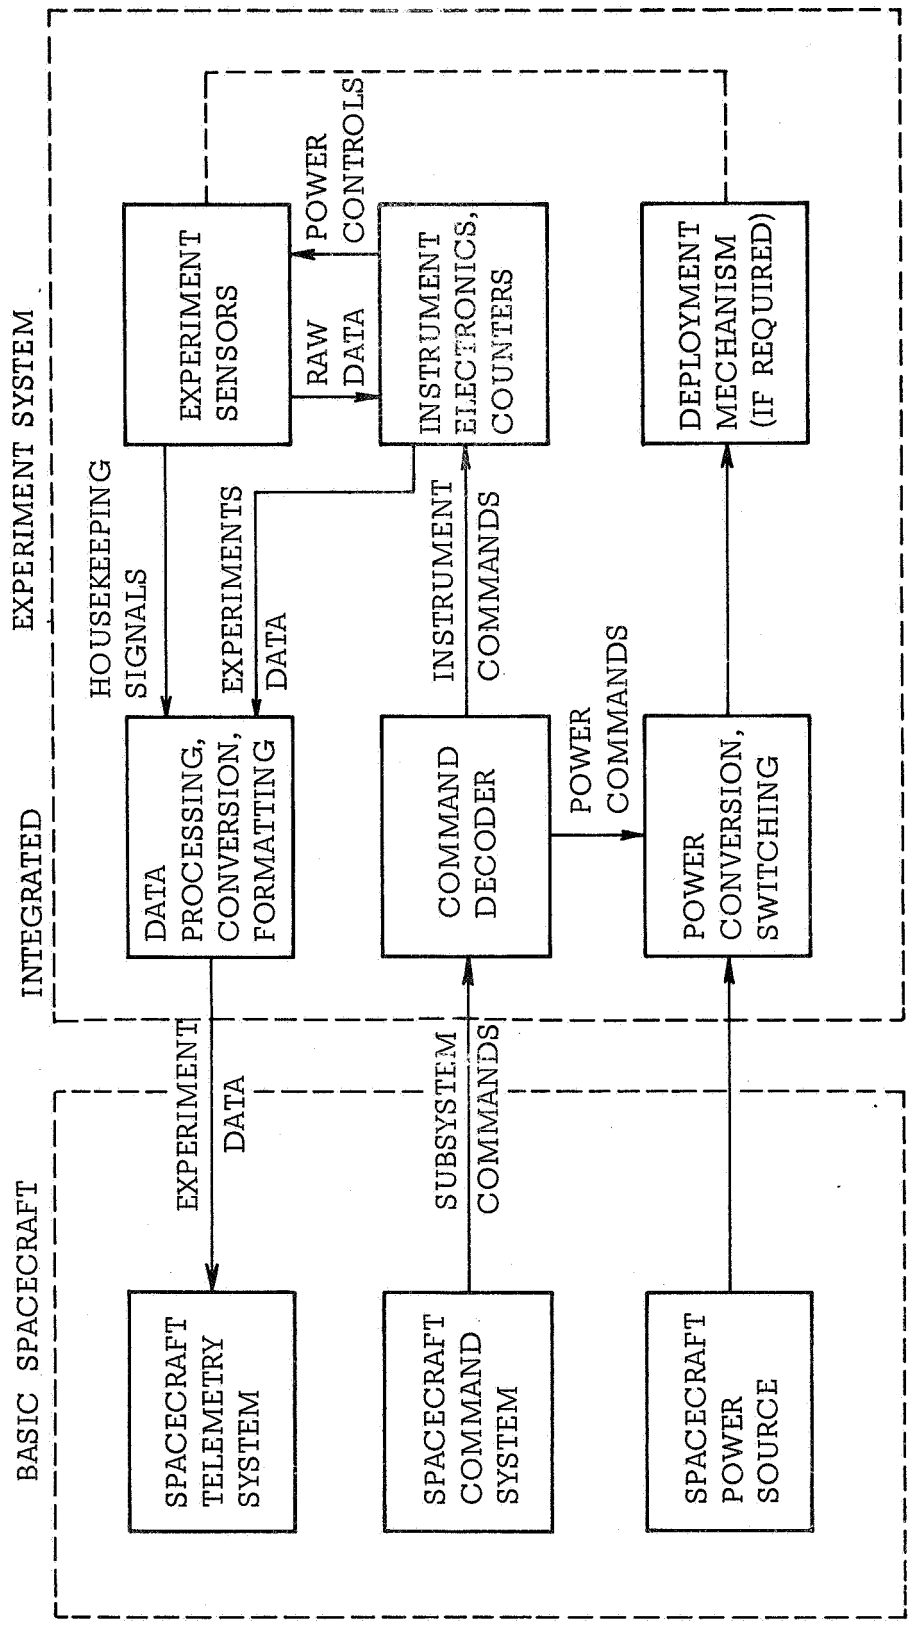 BASIC SPACECRAFT
INTEGRATED
EXPERIMENT SYSTEM
SPACECRAFT
TELEMETRY
SYSTEM
EXPERIMENT
DATA
DATA
PROCESSING,
CONVERSION,
FORMATTING
HOUSEKEEPING
SIGNALS
EXPERIMENTS
DATA
EXPERIMENT
SENSORS
RAW
DATA
POWER
CONTROLS
SPACECRAFT
COMMAND
SYSTEM
SUBSYSTEM
COMMANDS
COMMAND
DECODER
INSTRUMENT
COMMANDS
INSTRUMENT
ELECTRONICS,
COUNTERS
POWER
COMMANDS
SPACECRAFT
POWER
SOURCE
POWER
CONVERSION,
SWITCHING
DEPLOYMENT
MECHANISM
(IF REQUIRED)